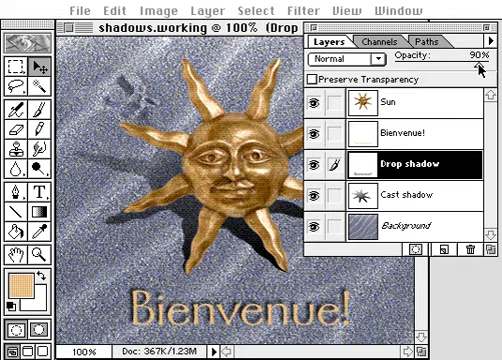 File Edit Image Layer Select Filter View Window
shadows.working @ 100% (Drop
Layers Channels Paths
Normal Opacity: 90%
Preserve Transparency
Sun
Bienvenue!
Drop shadow
Cast shadow
Background
T
Bienvenue!
100% Doc: 367K/1.23M